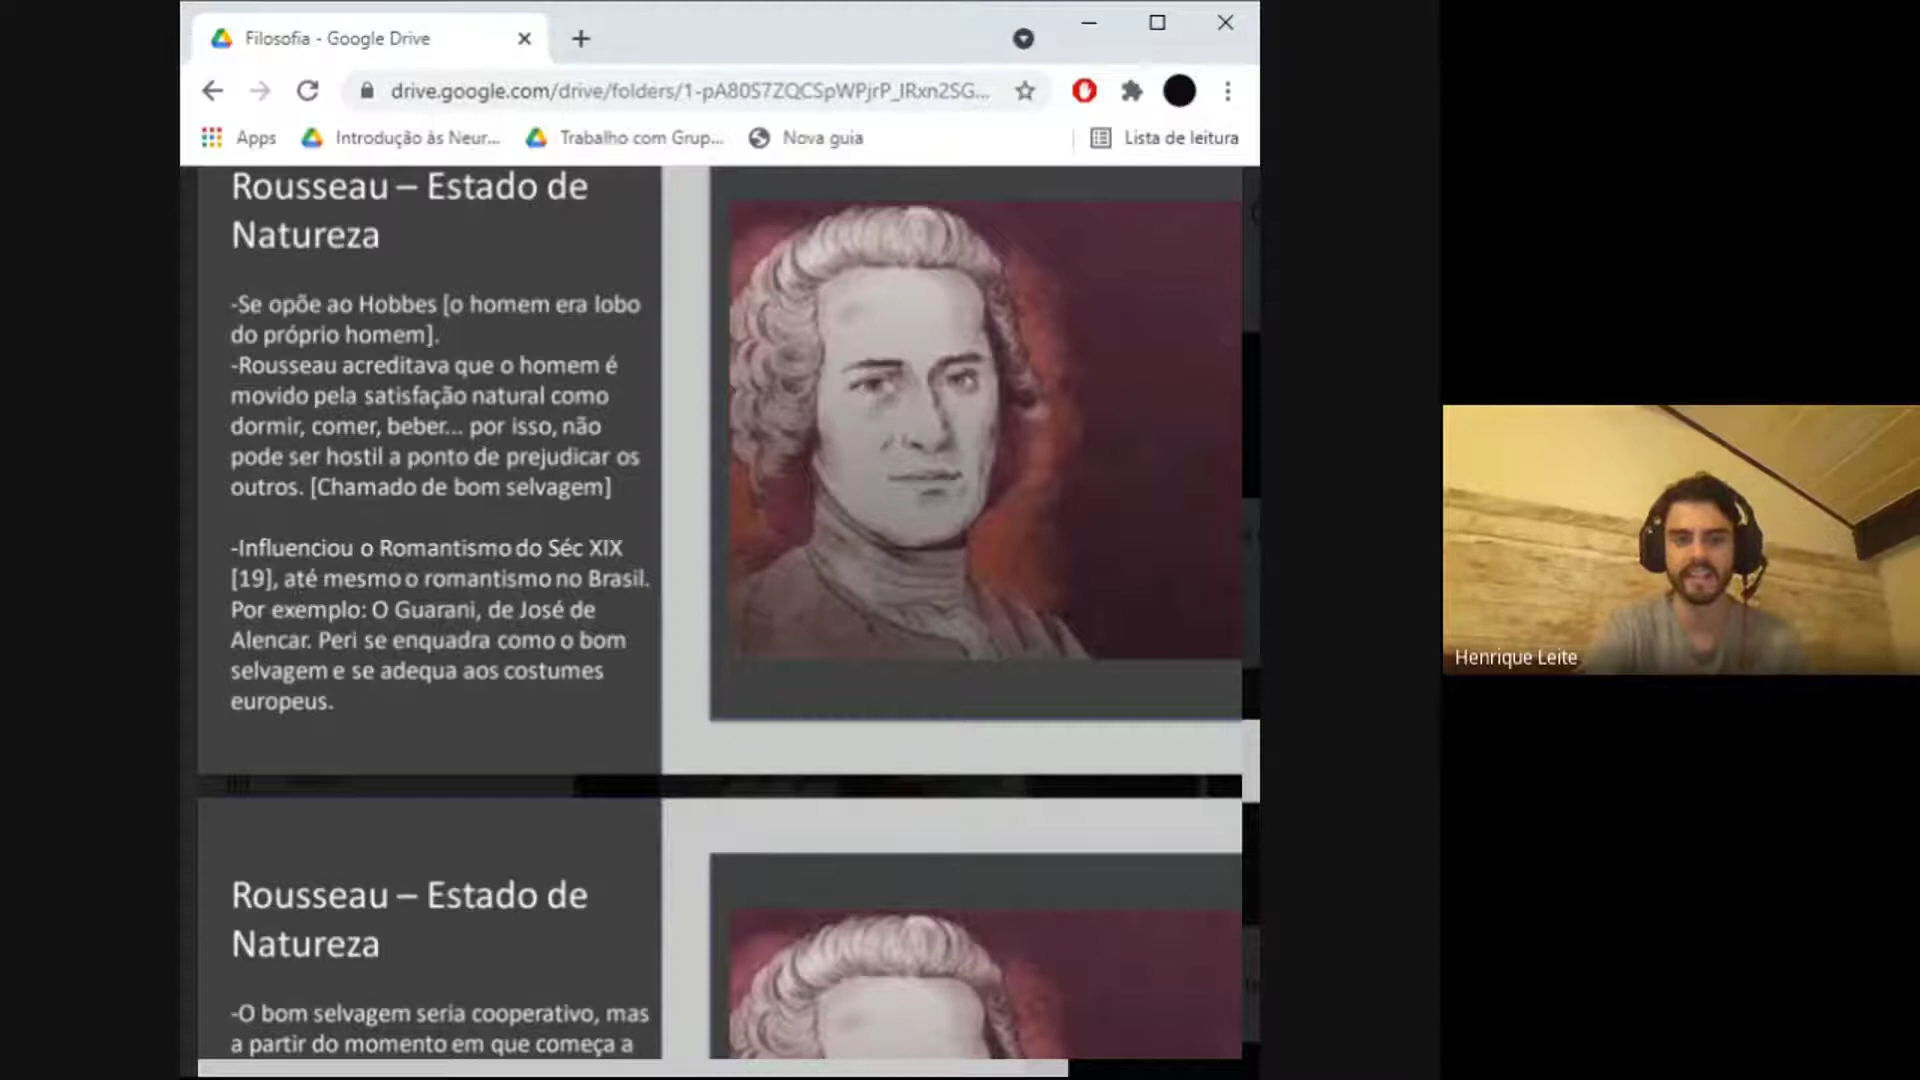 Filosofia - Google Drive
drive.google.com/drive/folders/1-pA80S7ZQCSpWPjrP_JRxn2SG...
Apps
Introdução às Neur...
Trabalho com Grup...
Nova guia
Lista de leitura
Rousseau – Estado de
Natureza
-Se opõe ao Hobbes [o homem era lobo
do próprio homem].
-Rousseau acreditava que o homem é
movido pela satisfação natural como
dormir, comer, beber... por isso, não
pode ser hostil a ponto de prejudicar os
outros. [Chamado de bom selvagem]
-Influenciou o Romantismo do Séc XIX
[19], até mesmo o romantismo no Brasil.
Por exemplo: O Guarani, de José de
Alencar. Peri se enquadra como o bom
selvagem e se adequa aos costumes
europeus.
Henrique Leite
Rousseau – Estado de
Natureza
-O bom selvagem seria cooperativo, mas
a partir do momento em que começa a